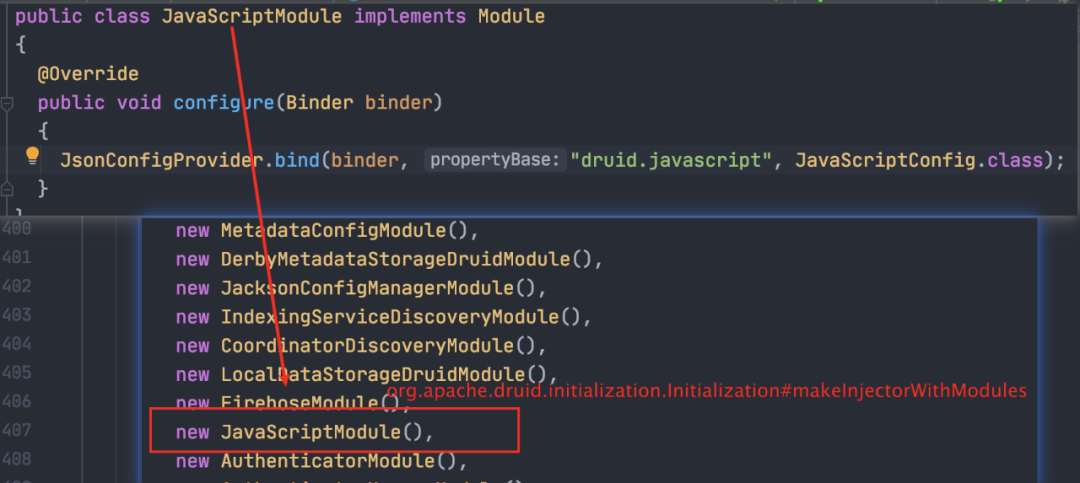 public class JavaScriptModule implements Module
{
@Override
public void configure(Binder binder)
{
JsonConfigProvider.bind(binder, propertyBase: "druid.javascript", JavaScriptConfig.class);
}
400 new MetadataConfigModule(),
401 new DerbyMetadataStorageDruidModule(),
402 new JacksonConfigManagerModule(),
403 new IndexingServiceDiscoveryModule(),
404 new CoordinatorDiscoveryModule(),
405 new LocalDataStorageDruidModule(),
org.apache.druid.initialization.Initialization#makeInjectorWithModules
406 new FirehoseModule(),
407 new JavaScriptModule(),
408 new AuthenticatorModule(),